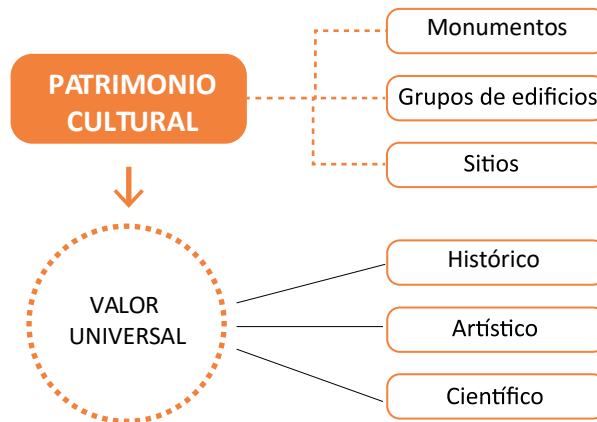 PATRIMONIO
CULTURAL
Monumentos
Grupos de edificios
Sitios
VALOR
UNIVERSAL
Histórico
Artístico
Científico